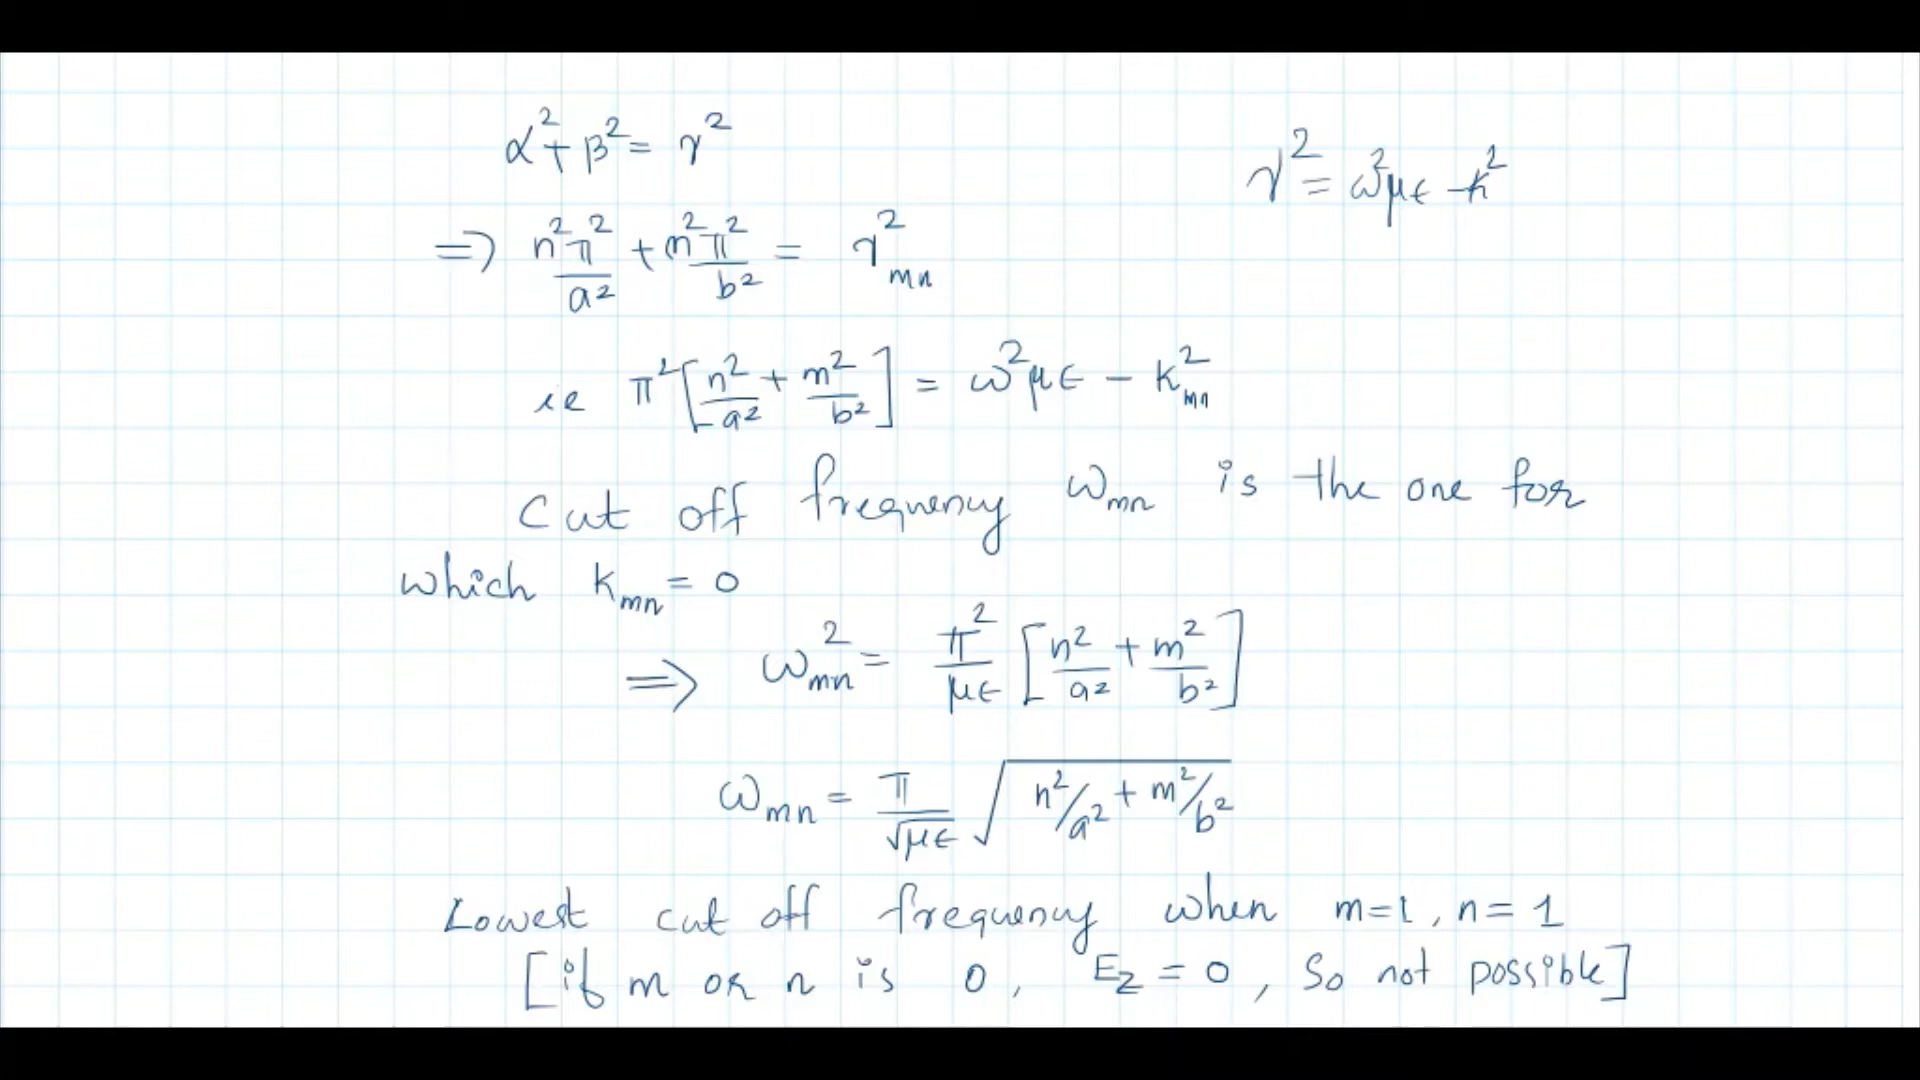 α² + β² = γ²
γ² = ω²με - k²
=> n²π²/a² + m²π²/b² = γ²mn
ie π²[n²/a² + m²/b²] = ω²με - k²mn
Cut off frequency ωmn is the one for
which kmn = 0
=> ω²mn = π²/με [n²/a² + m²/b²]
ωmn = π/√με √(n²/a² + m²/b²)
Lowest cut off frequency when m=1, n=1
[if m or n is 0, Ez = 0, So not possible]